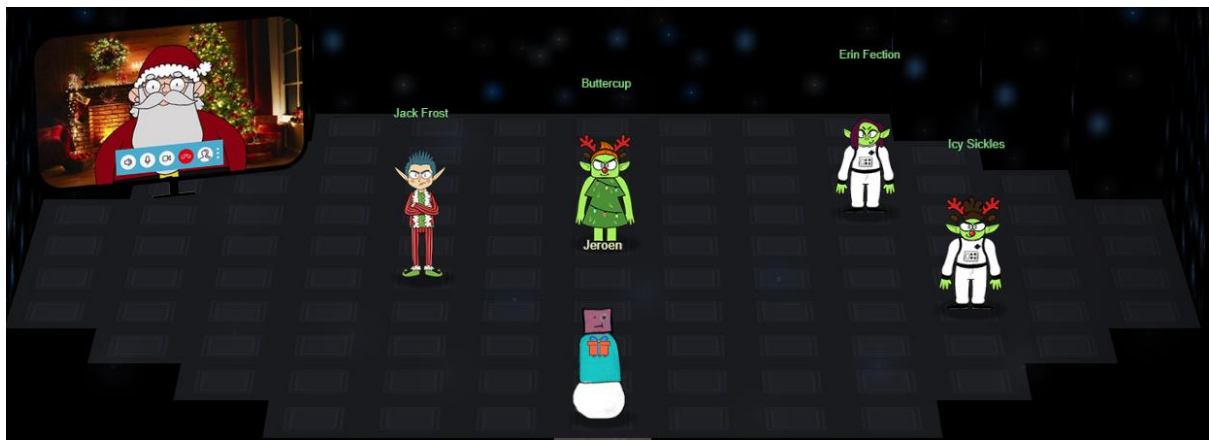 Erin Fection
Buttercup
Jack Frost
Icy Sickles
Jeroen